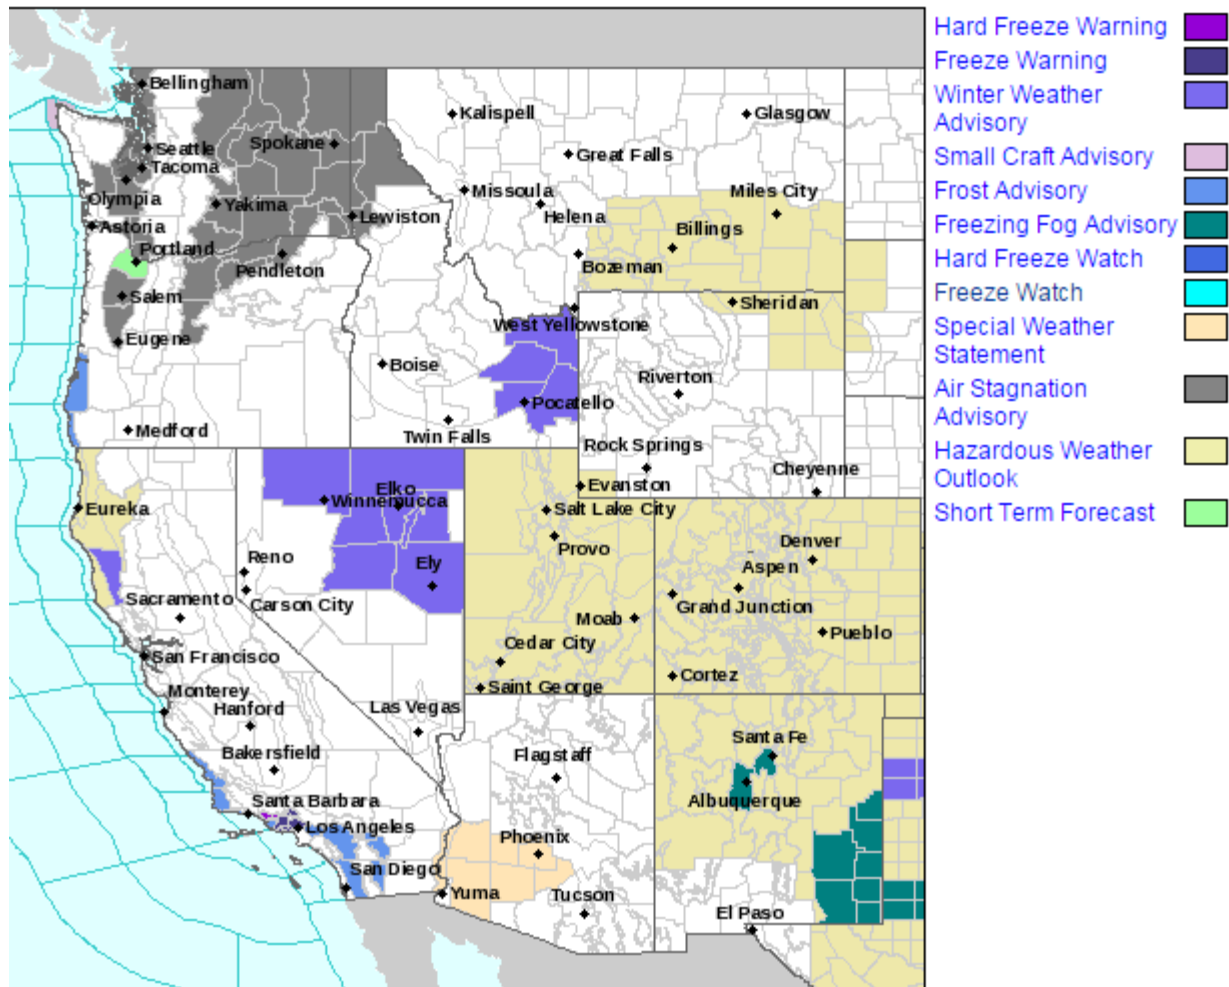 Bellingham
Kalispell
Glasgow
Seattle
Spokane
Great Falls
Tacoma
Olympia
Yakima
Lewiston
Missoula
Helena
Miles City
Astoria
Portland
Pendleton
Billings
Bozeman
Salem
Sheridan
West Yellowstone
Eugene
Boise
Riverton
Pocatello
Medford
Twin Falls
Rock Springs
Cheyenne
Evanston
Elko
Winnemucca
Eureka
Salt Lake City
Provo
Denver
Reno
Ely
Aspen
Carson City
Grand Junction
Sacramento
Moab
Pueblo
Cedar City
San Francisco
Cortez
Saint George
Monterey
Hanford
Las Vegas
Bakersfield
Flagstaff
Santa Fe
Santa Barbara
Albuquerque
Los Angeles
Phoenix
San Diego
Yuma
Tucson
El Paso
Hard Freeze Warning
Freeze Warning
Winter Weather
Advisory
Small Craft Advisory
Frost Advisory
Freezing Fog Advisory
Hard Freeze Watch
Freeze Watch
Special Weather
Statement
Air Stagnation
Advisory
Hazardous Weather
Outlook
Short Term Forecast